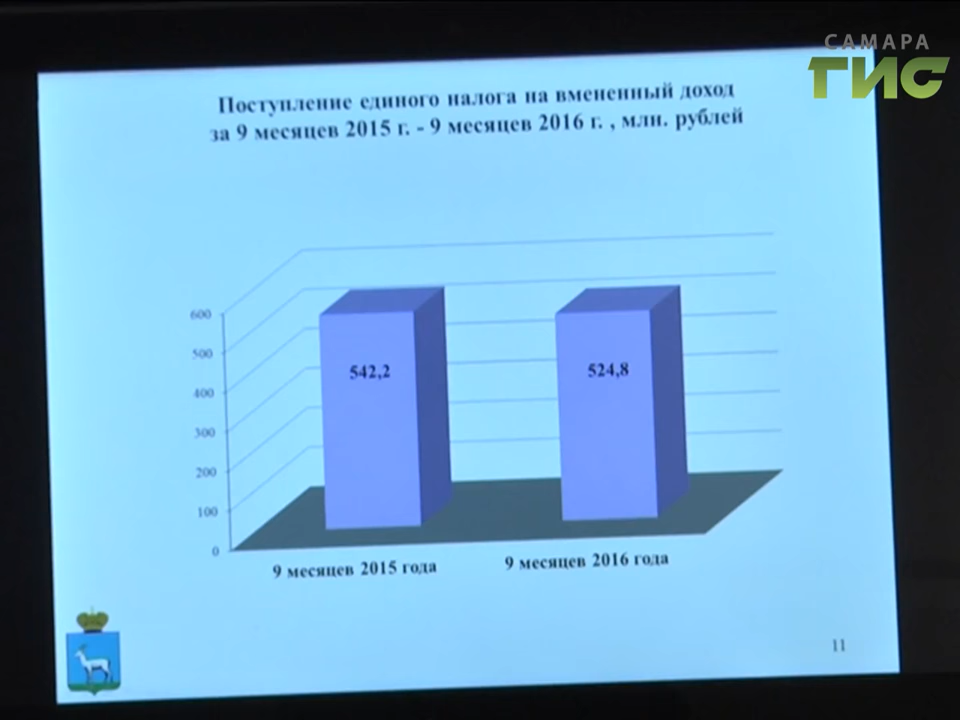 САМАРА
ГИС
Поступление единого налога на вмененный доход
за 9 месяцев 2015 г. - 9 месяцев 2016 г. , млн. рублей
600
500
400
300
200
100
0
542,2
524,8
9 месяцев 2015 года
9 месяцев 2016 года
11